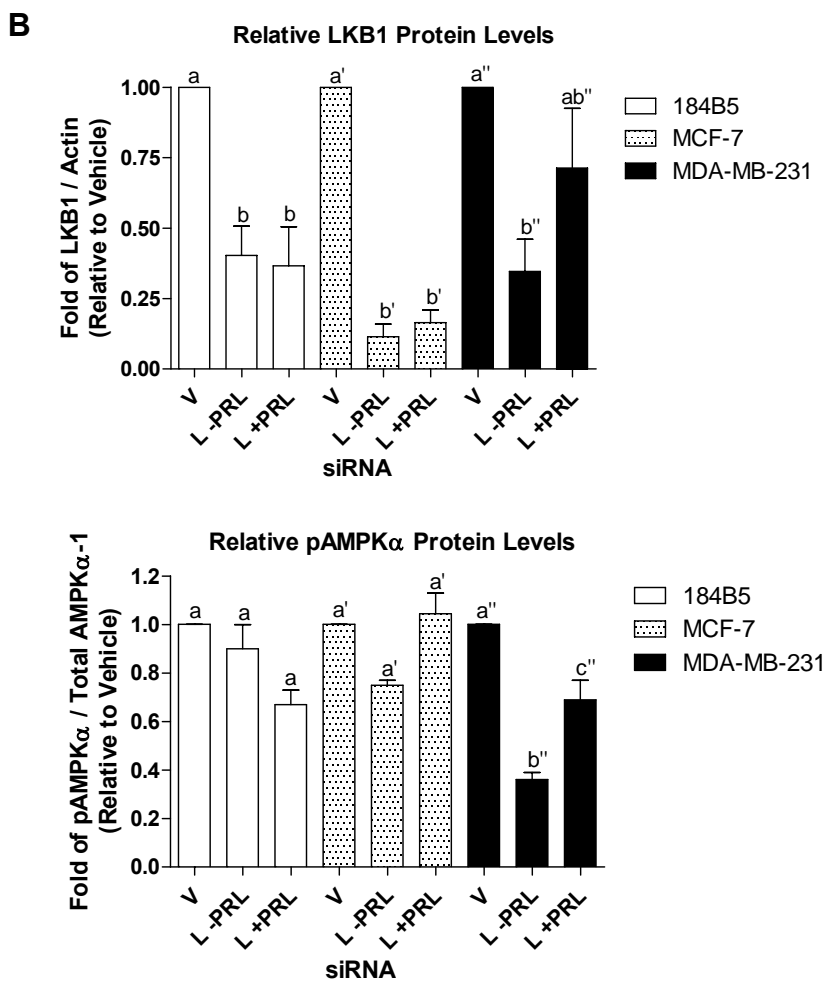 B
Relative LKB1 Protein Levels
Fold of LKB1 / Actin
(Relative to Vehicle)
1.00
0.75
0.50
0.25
0.00
a
b
b
a'
b'
b'
a"
b"
ab"
V
L -PRL
L +PRL
V
L -PRL
L +PRL
V
L -PRL
L +PRL
siRNA
184B5
MCF-7
MDA-MB-231
Relative pAMPKα Protein Levels
Fold of pAMPKα / Total AMPKα-1
(Relative to Vehicle)
1.2
1.0
0.8
0.6
0.4
0.2
0.0
a
a
a
a'
a'
a'
a"
b"
c"
V
L -PRL
L +PRL
V
L -PRL
L +PRL
V
L -PRL
L +PRL
siRNA
184B5
MCF-7
MDA-MB-231